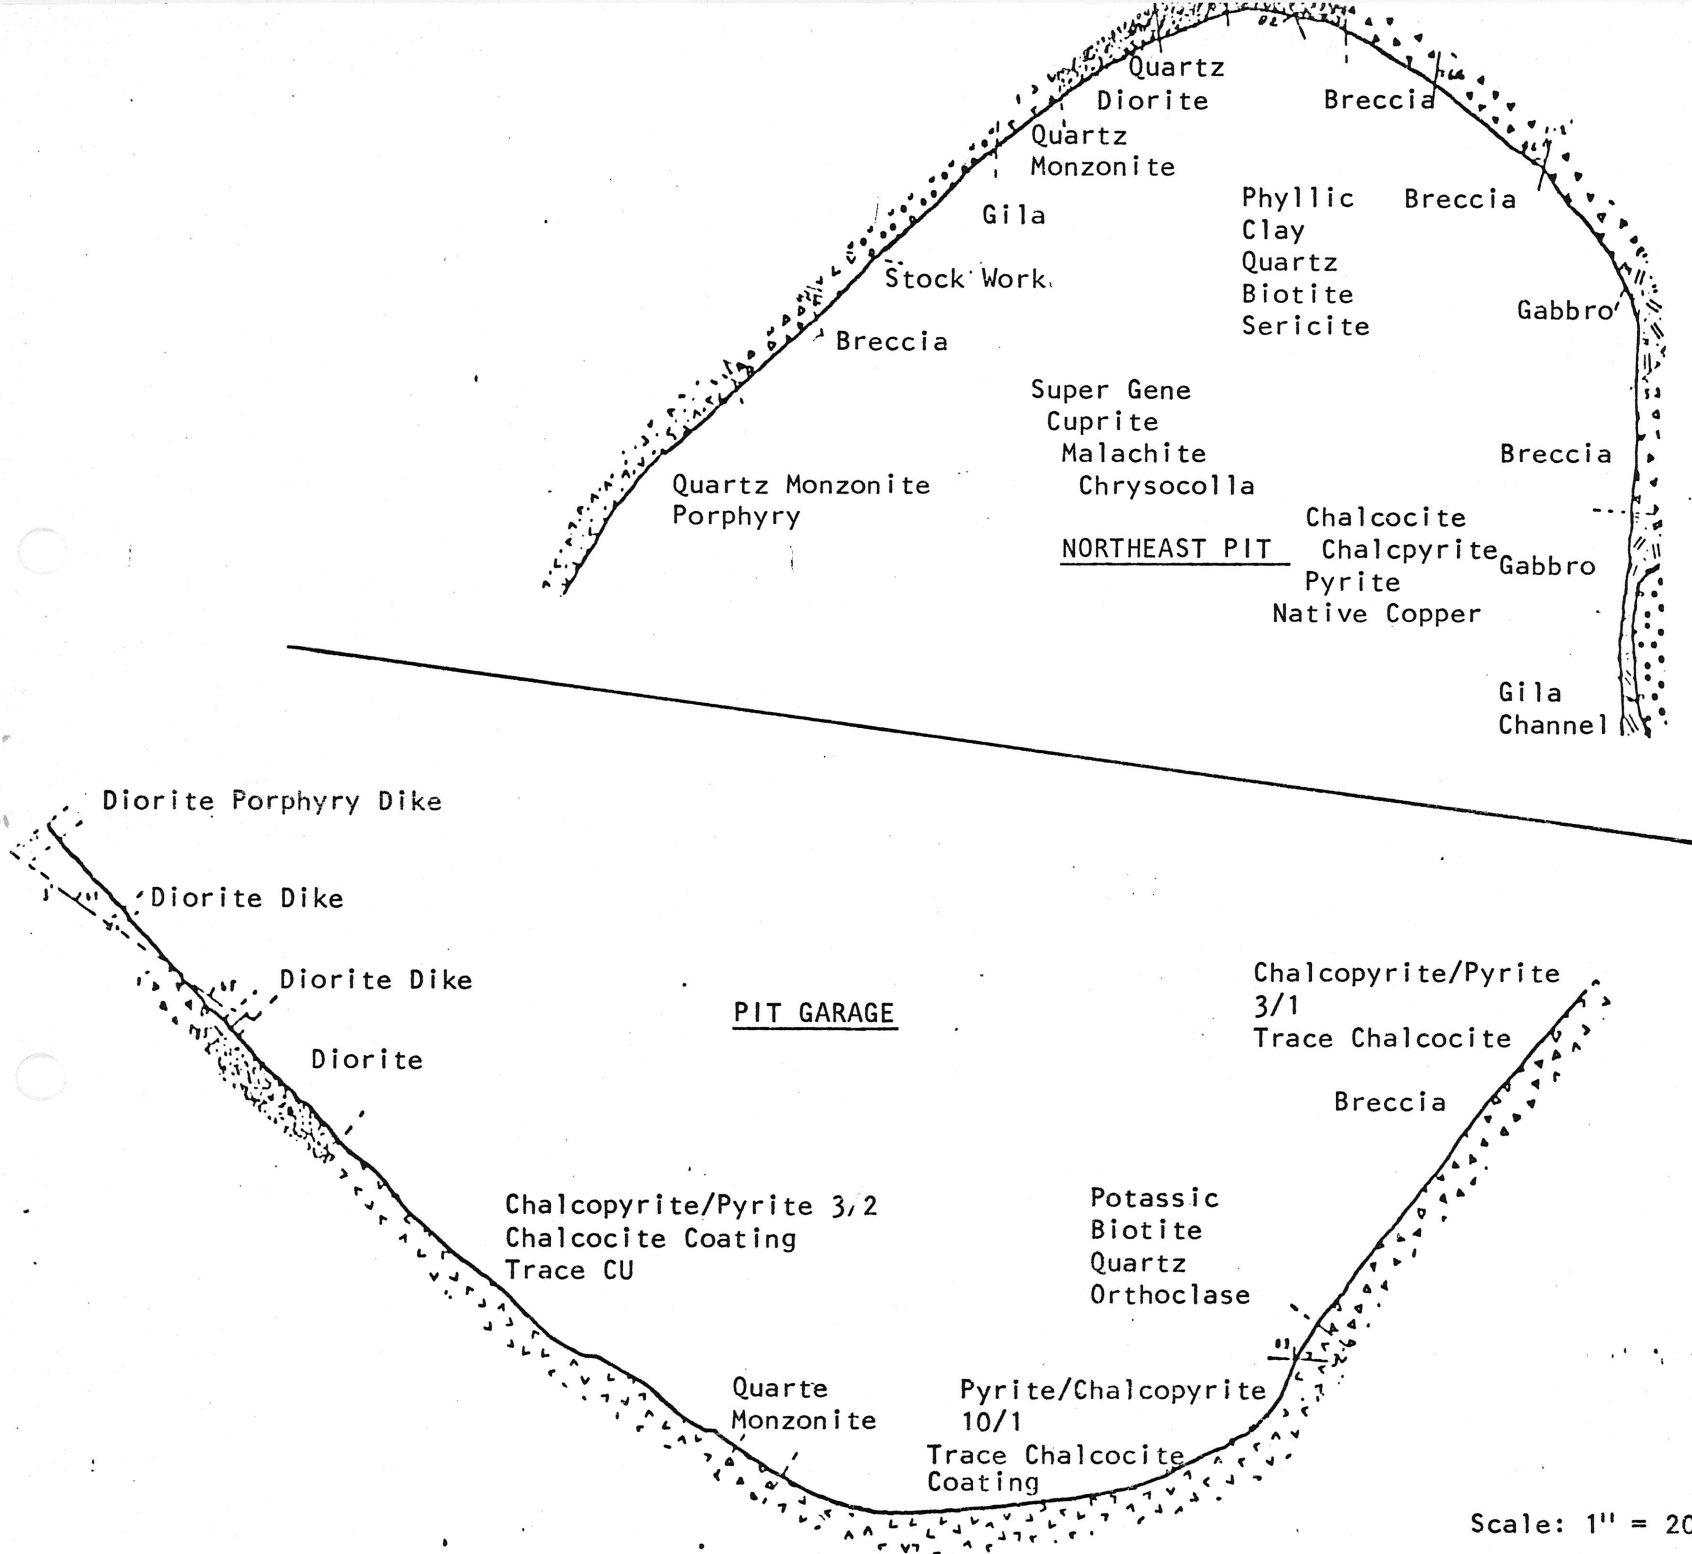 Quartz
Diorite
Breccia
Quartz
Monzonite
Phyllic
Clay
Quartz
Biotite
Sericite
Breccia
Gila
Stock Work
Gabbro
Breccia
Super Gene
Cuprite
Malachite
Chrysocolla
Breccia
Quartz Monzonite
Porphyry
Chalcocite
Chalcpyrite
Pyrite
Native Copper
NORTHEAST PIT
Gabbro
Gila
Channel
Diorite Porphyry Dike
Diorite Dike
Diorite Dike
PIT GARAGE
Chalcopyrite/Pyrite
3/1
Trace Chalcocite
Diorite
Breccia
Chalcopyrite/Pyrite 3/2
Chalcocite Coating
Trace CU
Potassic
Biotite
Quartz
Orthoclase
Quarte
Monzonite
Pyrite/Chalcopyrite
10/1
Trace Chalcocite
Coating
Scale: 1" = 20